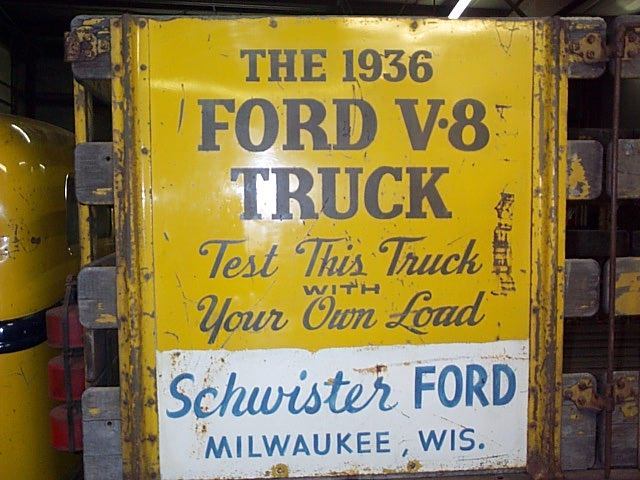 THE 1936
FORD V·8
TRUCK
Test This Truck
WITH
Your Own Load
Schwister FORD
MILWAUKEE, WIS.